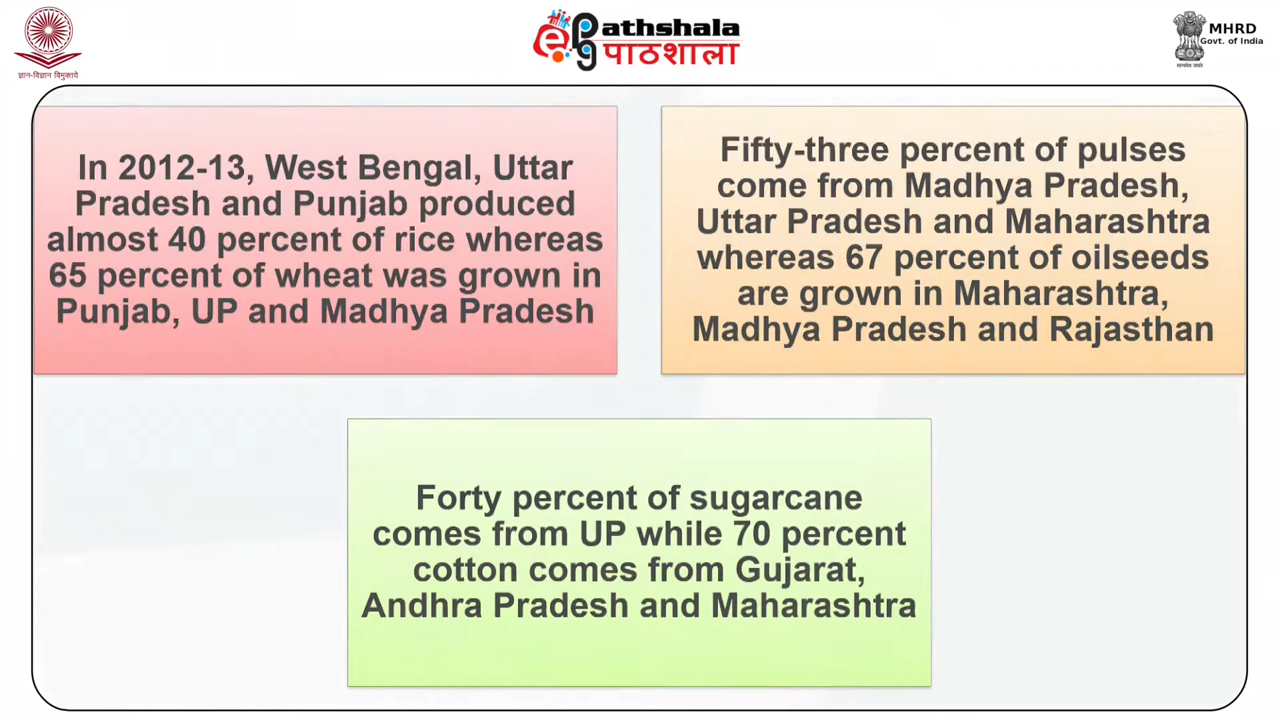 ज्ञान-विज्ञान विमुक्तये
e Pathshala
पाठशाला
MHRD
Govt. of India
सत्यमेव जयते
In 2012-13, West Bengal, Uttar
Pradesh and Punjab produced
almost 40 percent of rice whereas
65 percent of wheat was grown in
Punjab, UP and Madhya Pradesh
Fifty-three percent of pulses
come from Madhya Pradesh,
Uttar Pradesh and Maharashtra
whereas 67 percent of oilseeds
are grown in Maharashtra,
Madhya Pradesh and Rajasthan
Forty percent of sugarcane
comes from UP while 70 percent
cotton comes from Gujarat,
Andhra Pradesh and Maharashtra